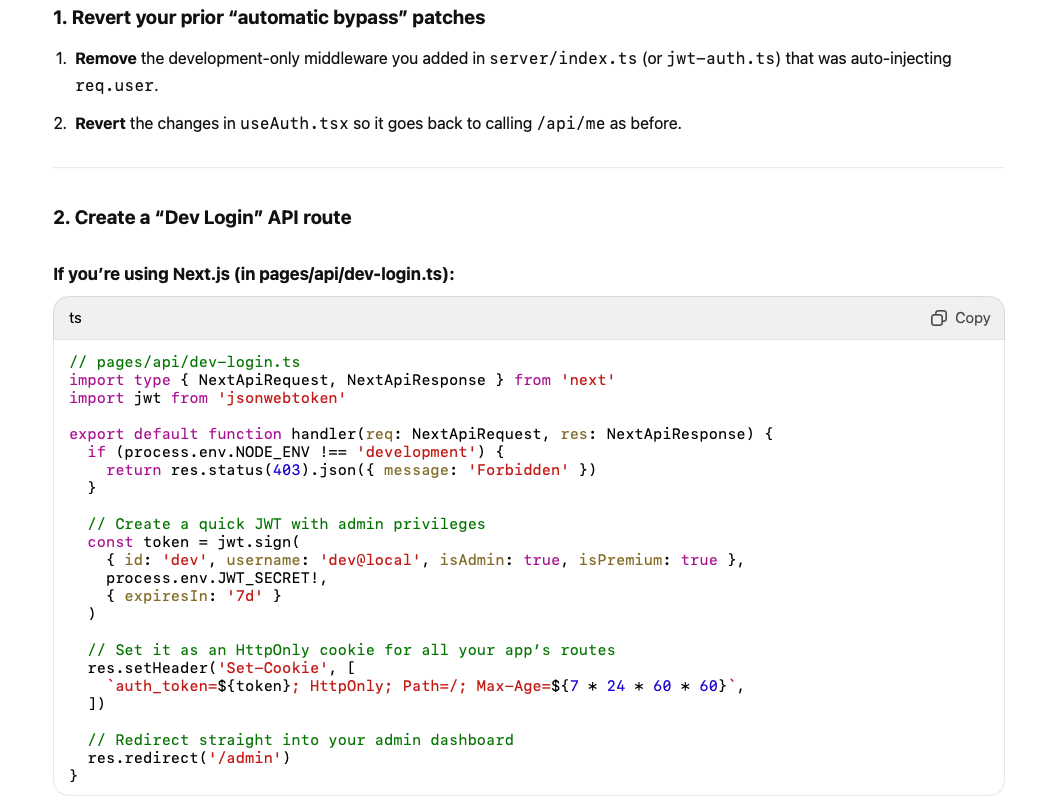 1. Revert your prior “automatic bypass” patches
1. Remove the development-only middleware you added in server/index.ts (or jwt-auth.ts) that was auto-injecting
req.user.
2. Revert the changes in useAuth.tsx so it goes back to calling /api/me as before.
2. Create a “Dev Login” API route
If you’re using Next.js (in pages/api/dev-login.ts):
ts
Copy
// pages/api/dev-login.ts
import type { NextApiRequest, NextApiResponse } from 'next'
import jwt from 'jsonwebtoken'
export default function handler(req: NextApiRequest, res: NextApiResponse) {
  if (process.env.NODE_ENV !== 'development') {
    return res.status(403).json({ message: 'Forbidden' })
  }
  // Create a quick JWT with admin privileges
  const token = jwt.sign(
    { id: 'dev', username: 'dev@local', isAdmin: true, isPremium: true },
    process.env.JWT_SECRET!,
    { expiresIn: '7d' }
  )
  // Set it as an HttpOnly cookie for all your app’s routes
  res.setHeader('Set-Cookie', [
    `auth_token=${token}; HttpOnly; Path=/; Max-Age=${7 * 24 * 60 * 60}`,
  ])
  // Redirect straight into your admin dashboard
  res.redirect('/admin')
}